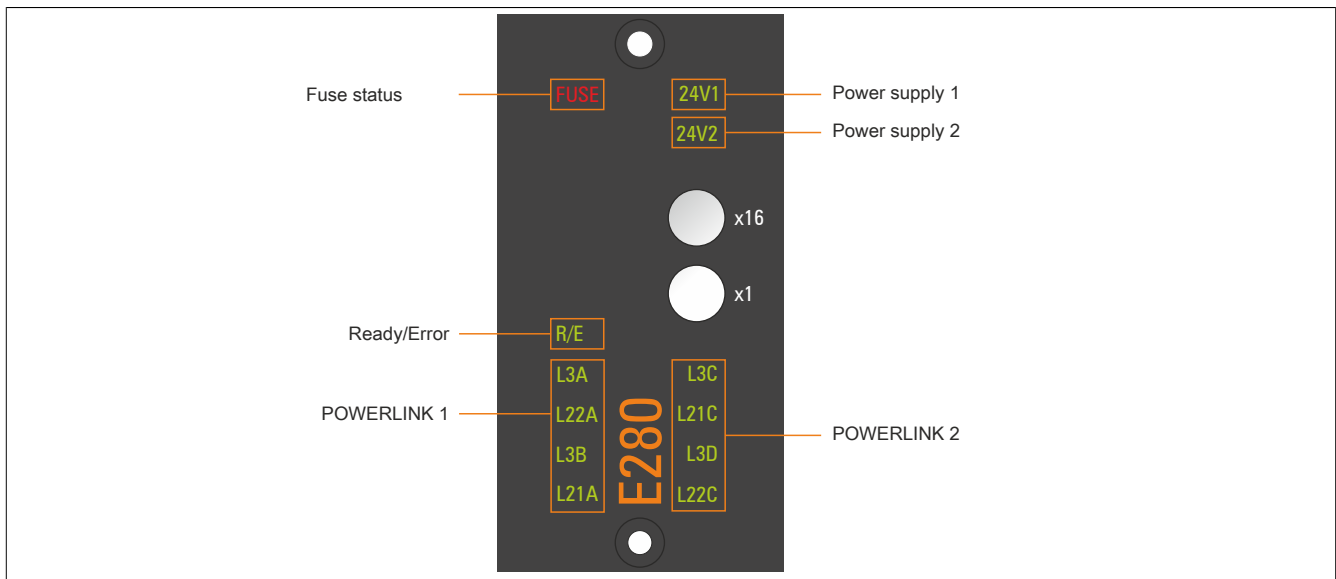 Fuse status
FUSE
24V1
Power supply 1
24V2
Power supply 2
x16
x1
Ready/Error
R/E
POWERLINK 1
L3A
L22A
L3B
L21A
E280
L3C
L21C
L3D
L22C
POWERLINK 2